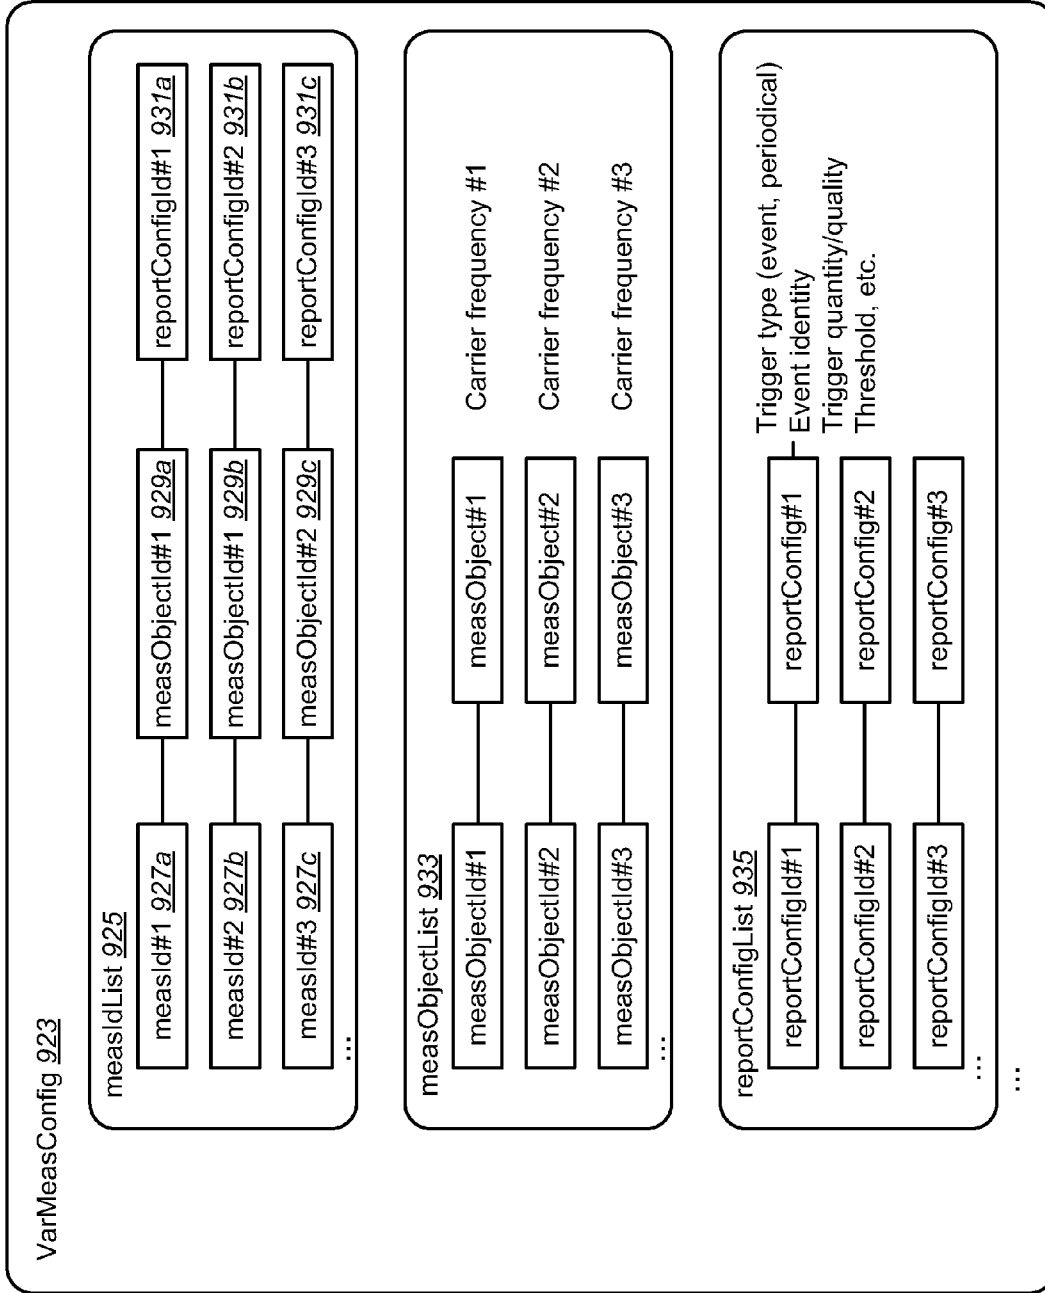 VarMeasConfig 923
measIdList 925
measId#1 927a measObjectId#1 929a reportConfigId#1 931a
measId#2 927b measObjectId#1 929b reportConfigId#2 931b
measId#3 927c measObjectId#2 929c reportConfigId#3 931c
...
measObjectList 933
measObjectId#1 measObject#1 Carrier frequency #1
measObjectId#2 measObject#2 Carrier frequency #2
measObjectId#3 measObject#3 Carrier frequency #3
...
reportConfigList 935
reportConfigId#1 reportConfig#1 Trigger type (event, periodical)
Event identity
Trigger quantity/quality
Threshold, etc.
reportConfigId#2 reportConfig#2
reportConfigId#3 reportConfig#3
...
...